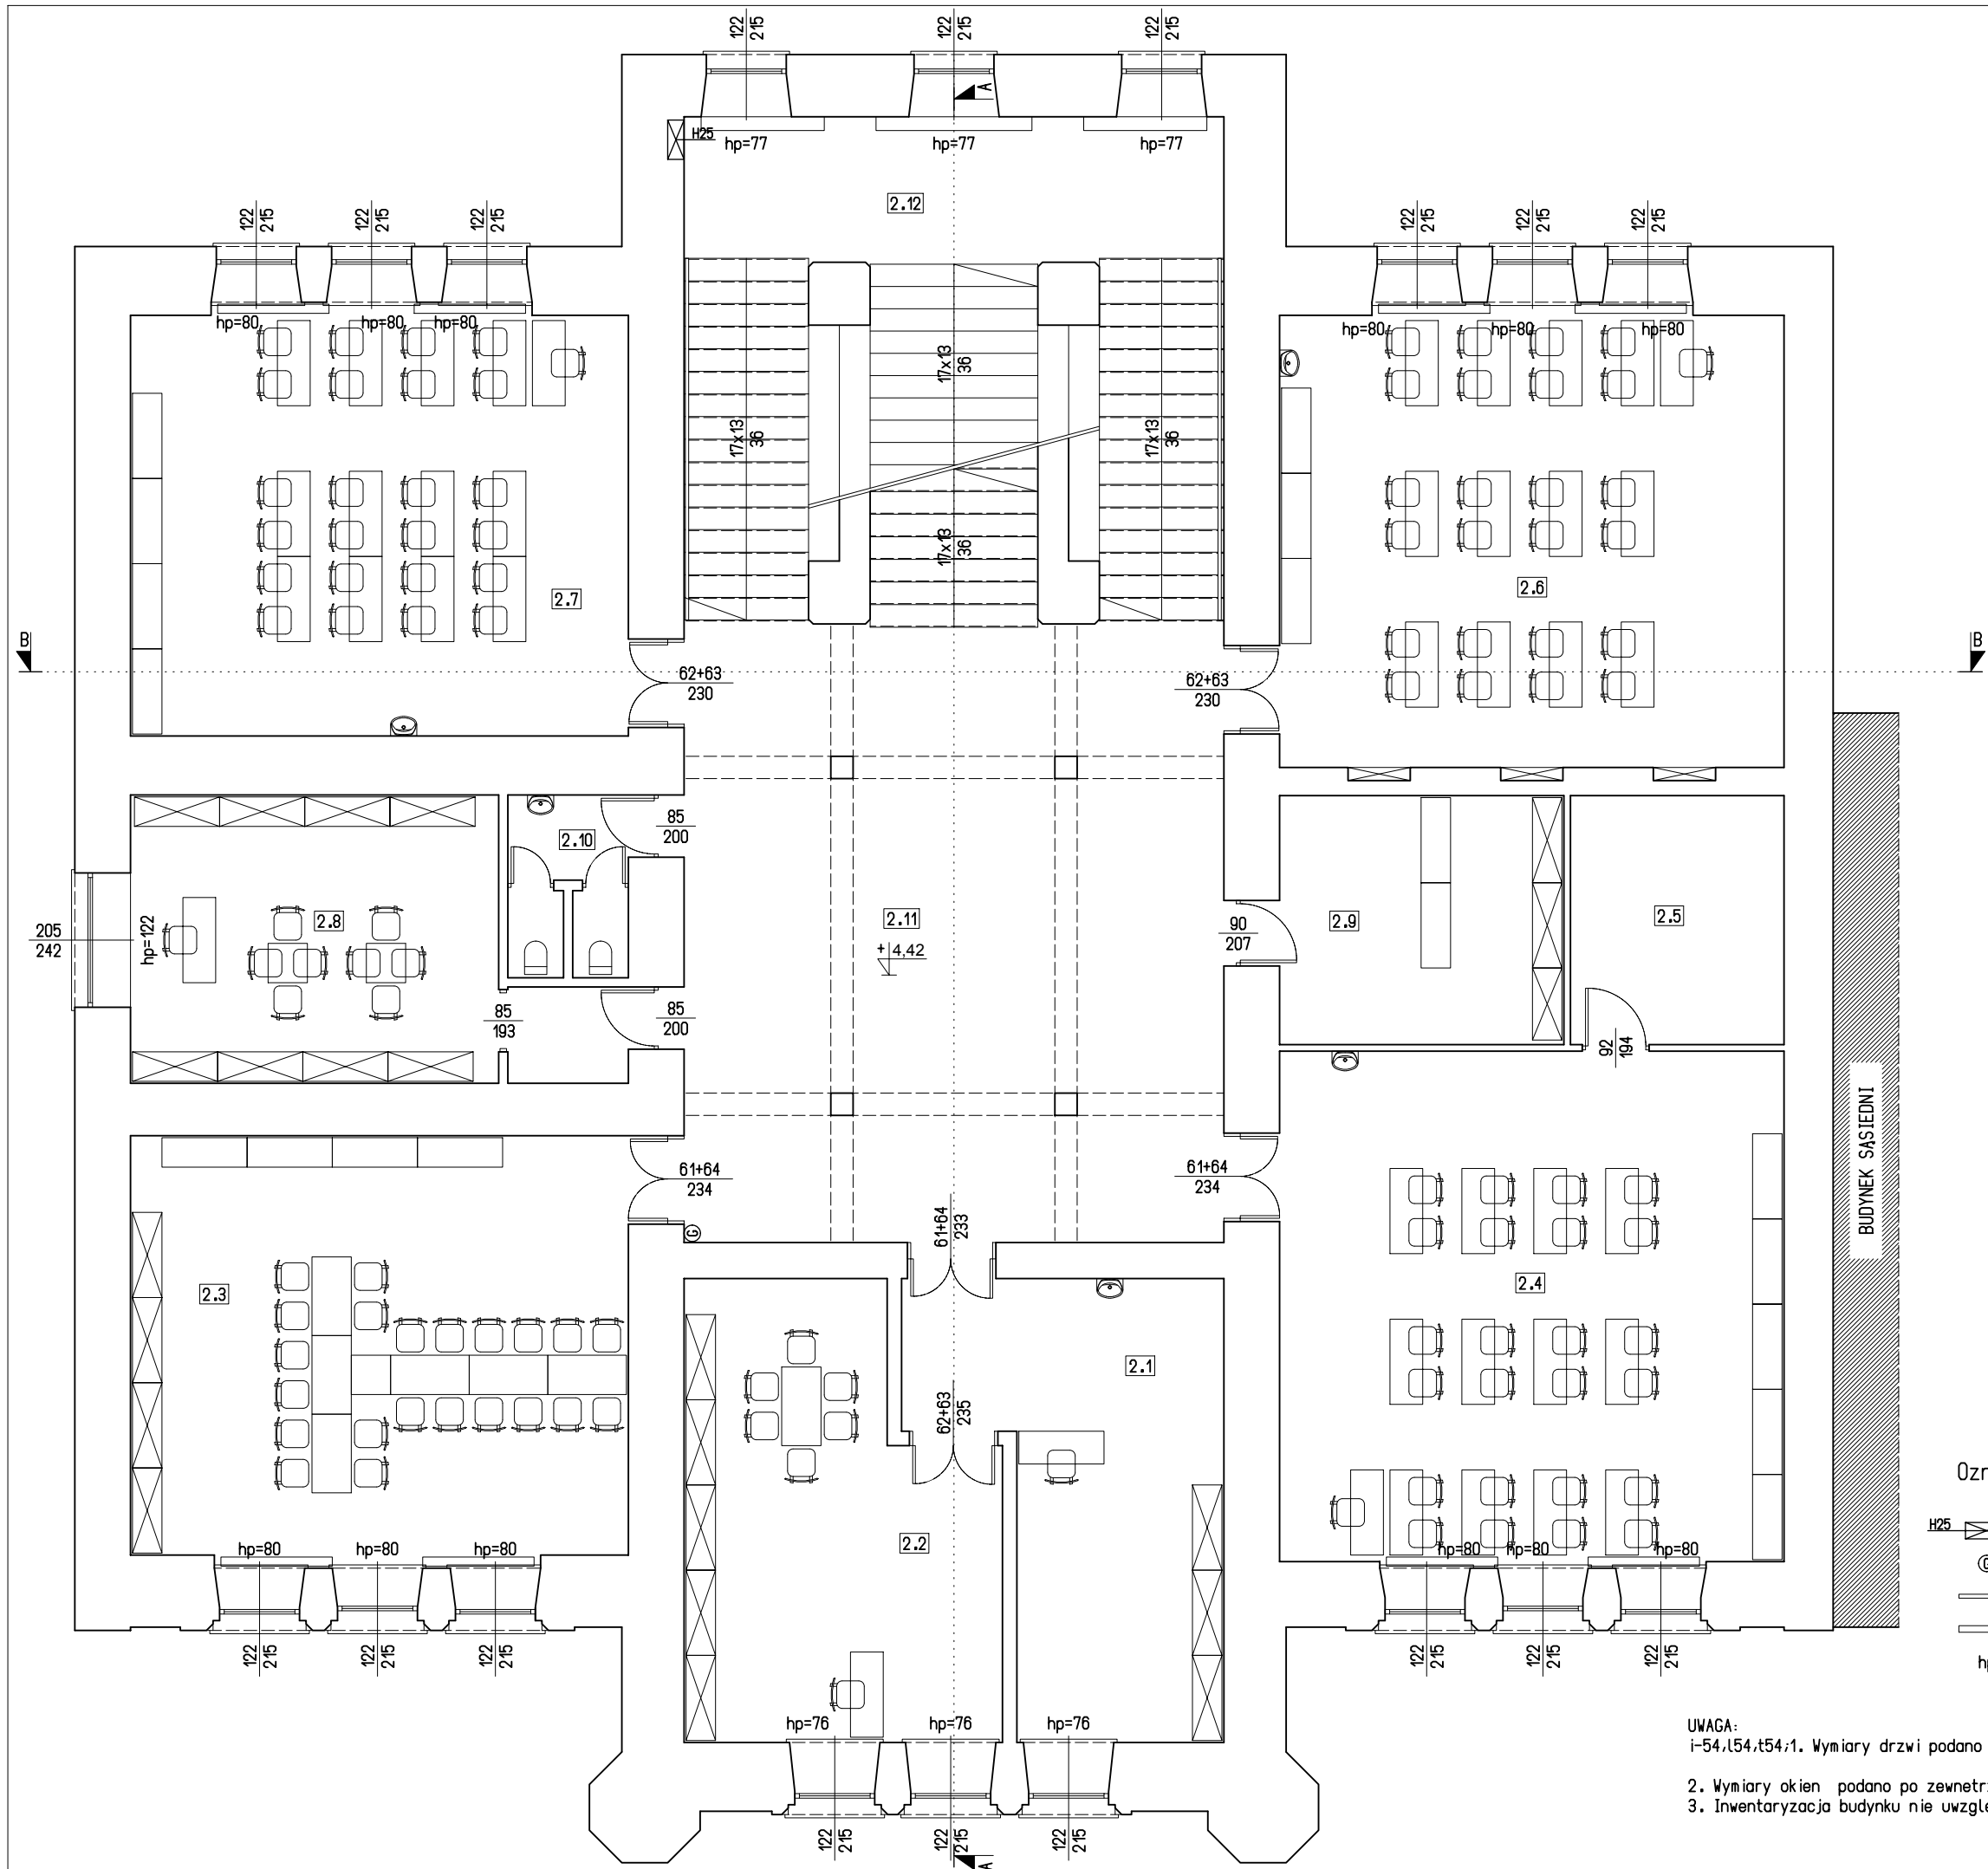 122
215
122
215
122
215
A
H25
hp=77
hp=77
hp=77
2.12
122
215
122
215
122
215
122
215
122
215
122
215
hp=80
hp=80
hp=80
hp=80
hp=80
hp=80
17x13
36
17x13
36
17x13
36
17x13
36
2.7
2.6
B
B
62+63
230
62+63
230
85
200
2.10
2.8
2.11
+4,42
90
207
2.9
2.5
205
242
hp=122
85
193
85
200
92
194
BUDYNEK SĄSIEDNI
61+64
234
61+64
234
G
61+64
233
2.3
2.4
2.1
62+63
235
2.2
hp=80
hp=80
hp=80
hp=80
hp=80
hp=80
122
215
122
215
122
215
122
215
122
215
122
215
hp=76
hp=76
hp=76
122
215
122
215
122
215
A
H25
UWAGA:
i-54,l54,t54;1. Wymiary drzwi podano
2. Wymiary okien podano po
3. Inwentaryzacja budynku nie